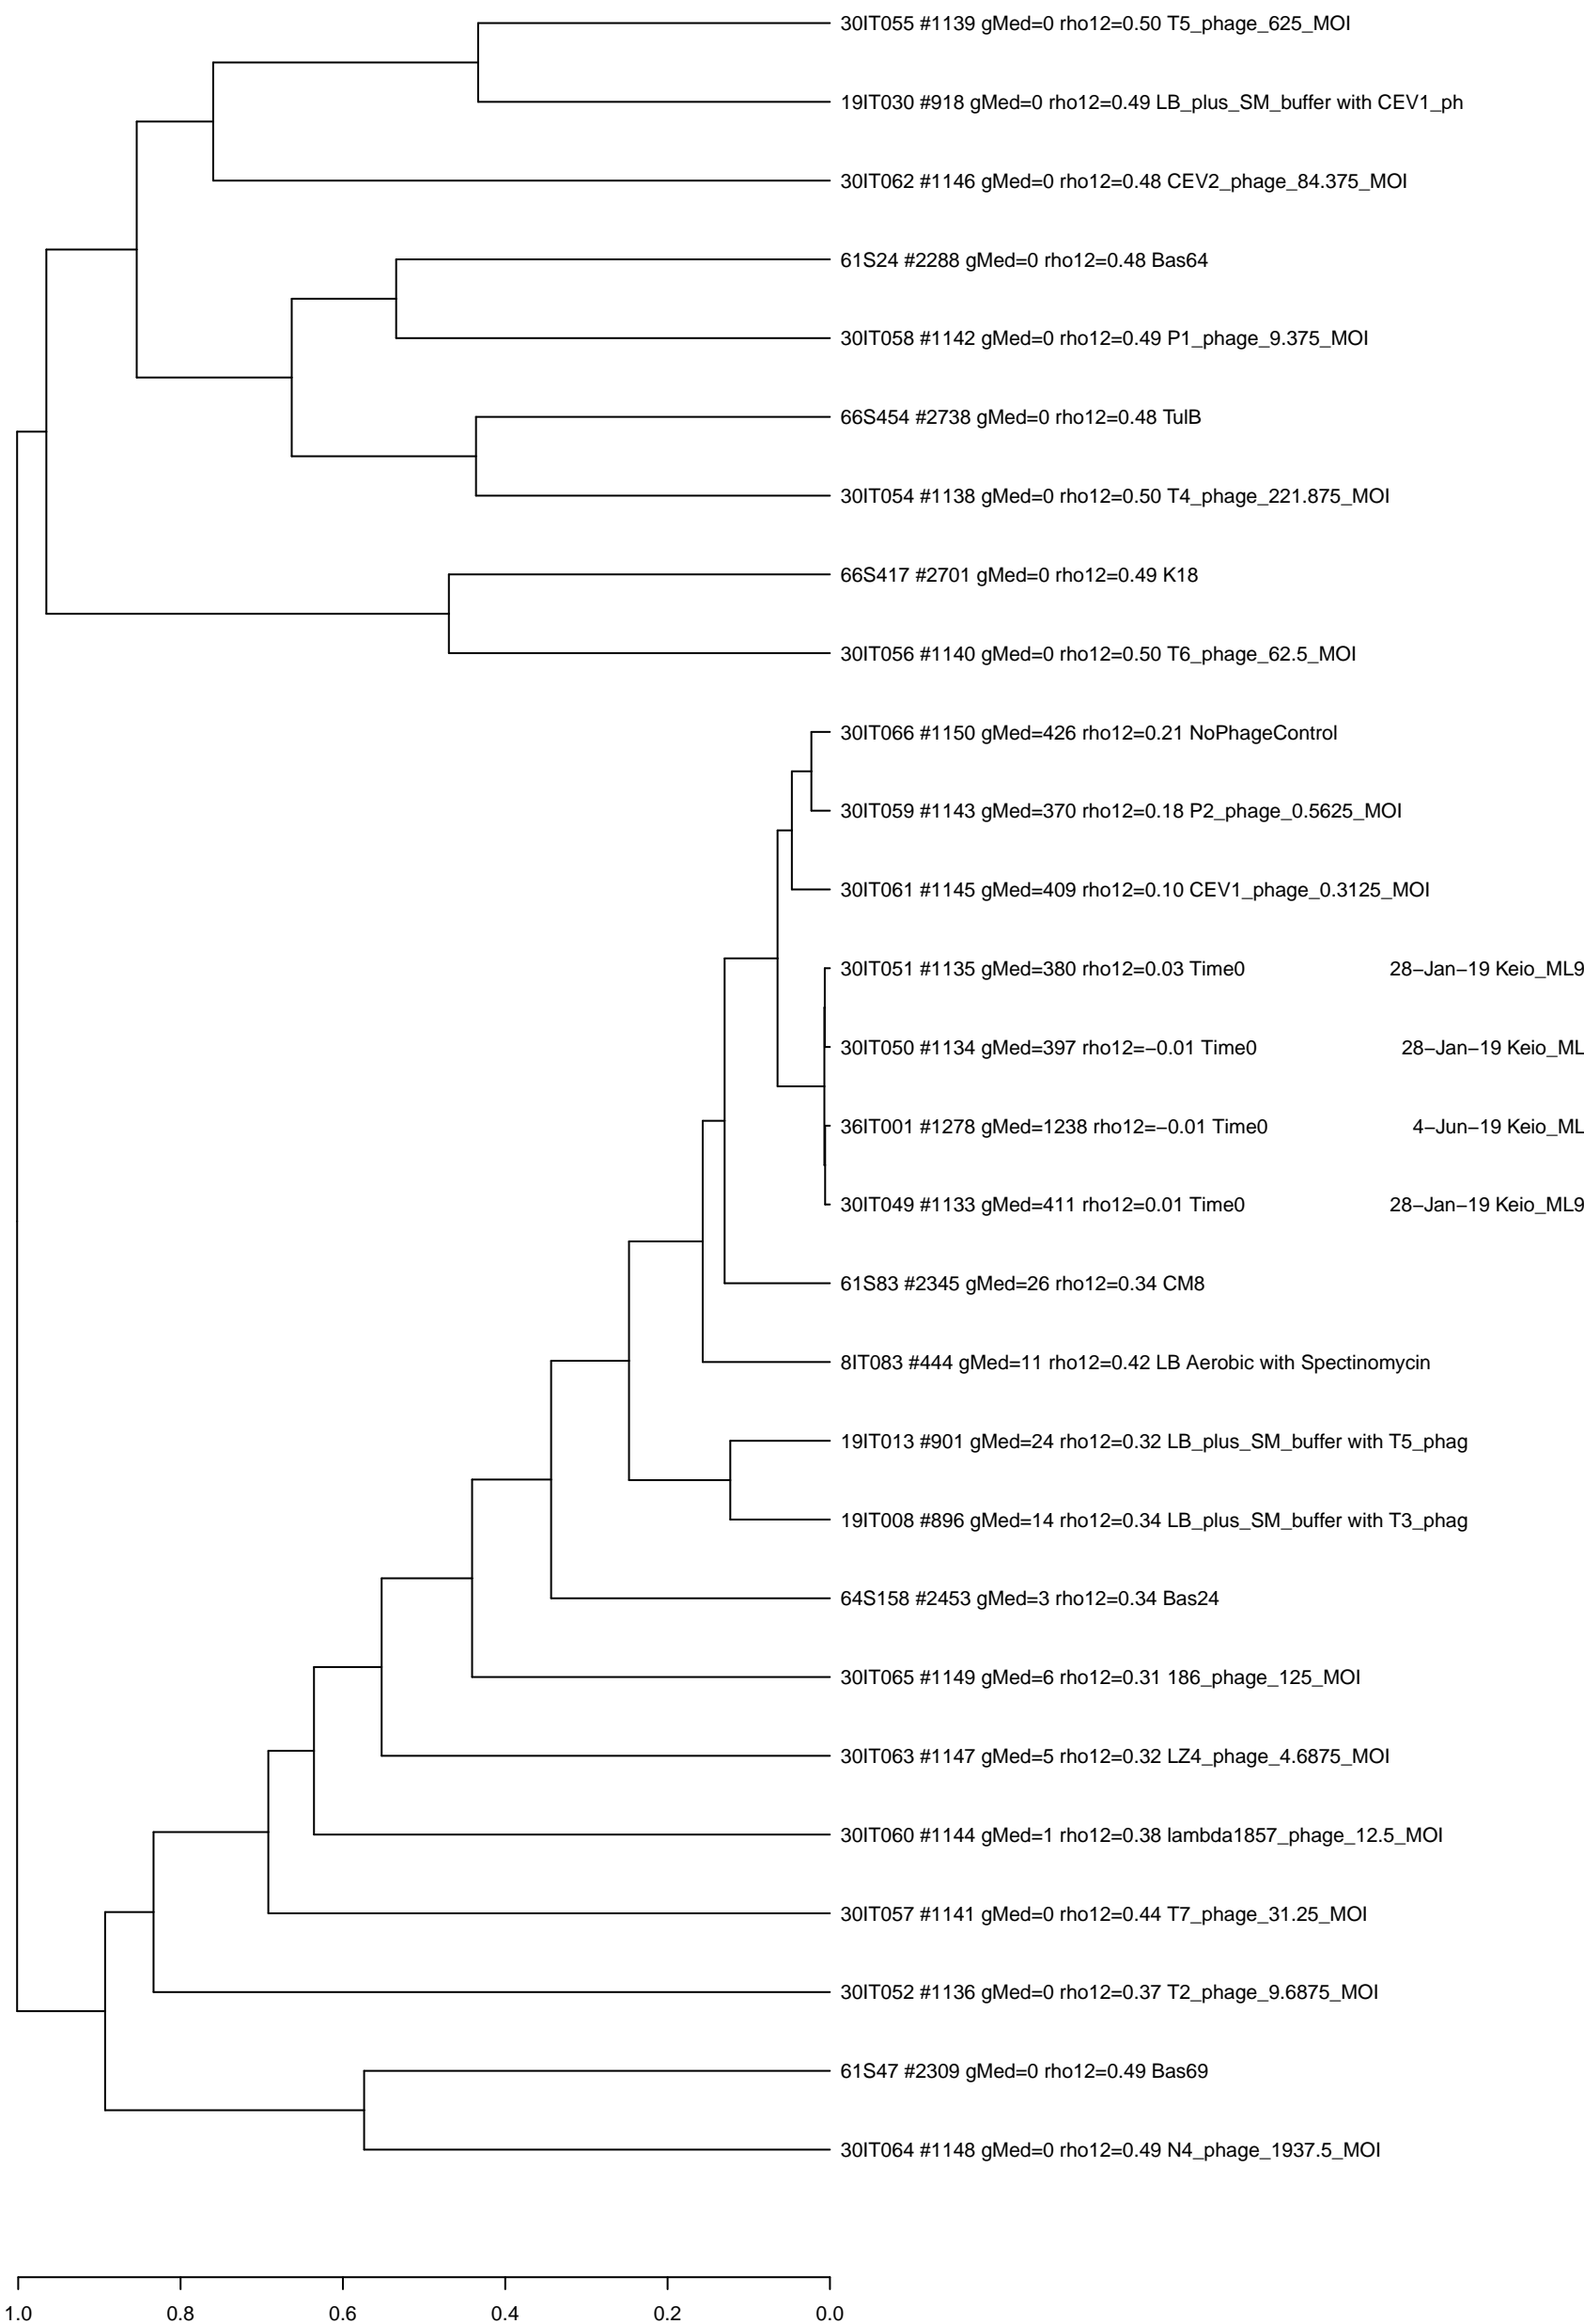 30IT055 #1139 gMed=0 rho12=0.50 T5_phage_625_MOI
19IT030 #918 gMed=0 rho12=0.49 LB_plus_SM_buffer with CEV1_ph
30IT062 #1146 gMed=0 rho12=0.48 CEV2_phage_84.375_MOI
61S24 #2288 gMed=0 rho12=0.48 Bas64
30IT058 #1142 gMed=0 rho12=0.49 P1_phage_9.375_MOI
66S454 #2738 gMed=0 rho12=0.48 TulB
30IT054 #1138 gMed=0 rho12=0.50 T4_phage_221.875_MOI
66S417 #2701 gMed=0 rho12=0.49 K18
30IT056 #1140 gMed=0 rho12=0.50 T6_phage_62.5_MOI
30IT066 #1150 gMed=426 rho12=0.21 NoPhageControl
30IT059 #1143 gMed=370 rho12=0.18 P2_phage_0.5625_MOI
30IT061 #1145 gMed=409 rho12=0.10 CEV1_phage_0.3125_MOI
30IT051 #1135 gMed=380 rho12=0.03 Time0 28−Jan−19 Keio_ML9
30IT050 #1134 gMed=397 rho12=−0.01 Time0 28−Jan−19 Keio_ML
36IT001 #1278 gMed=1238 rho12=−0.01 Time0 4−Jun−19 Keio_ML
30IT049 #1133 gMed=411 rho12=0.01 Time0 28−Jan−19 Keio_ML9
61S83 #2345 gMed=26 rho12=0.34 CM8
8IT083 #444 gMed=11 rho12=0.42 LB Aerobic with Spectinomycin
19IT013 #901 gMed=24 rho12=0.32 LB_plus_SM_buffer with T5_phag
19IT008 #896 gMed=14 rho12=0.34 LB_plus_SM_buffer with T3_phag
64S158 #2453 gMed=3 rho12=0.34 Bas24
30IT065 #1149 gMed=6 rho12=0.31 186_phage_125_MOI
30IT063 #1147 gMed=5 rho12=0.32 LZ4_phage_4.6875_MOI
30IT060 #1144 gMed=1 rho12=0.38 lambda1857_phage_12.5_MOI
30IT057 #1141 gMed=0 rho12=0.44 T7_phage_31.25_MOI
30IT052 #1136 gMed=0 rho12=0.37 T2_phage_9.6875_MOI
61S47 #2309 gMed=0 rho12=0.49 Bas69
30IT064 #1148 gMed=0 rho12=0.49 N4_phage_1937.5_MOI
1.0 0.8 0.6 0.4 0.2 0.0